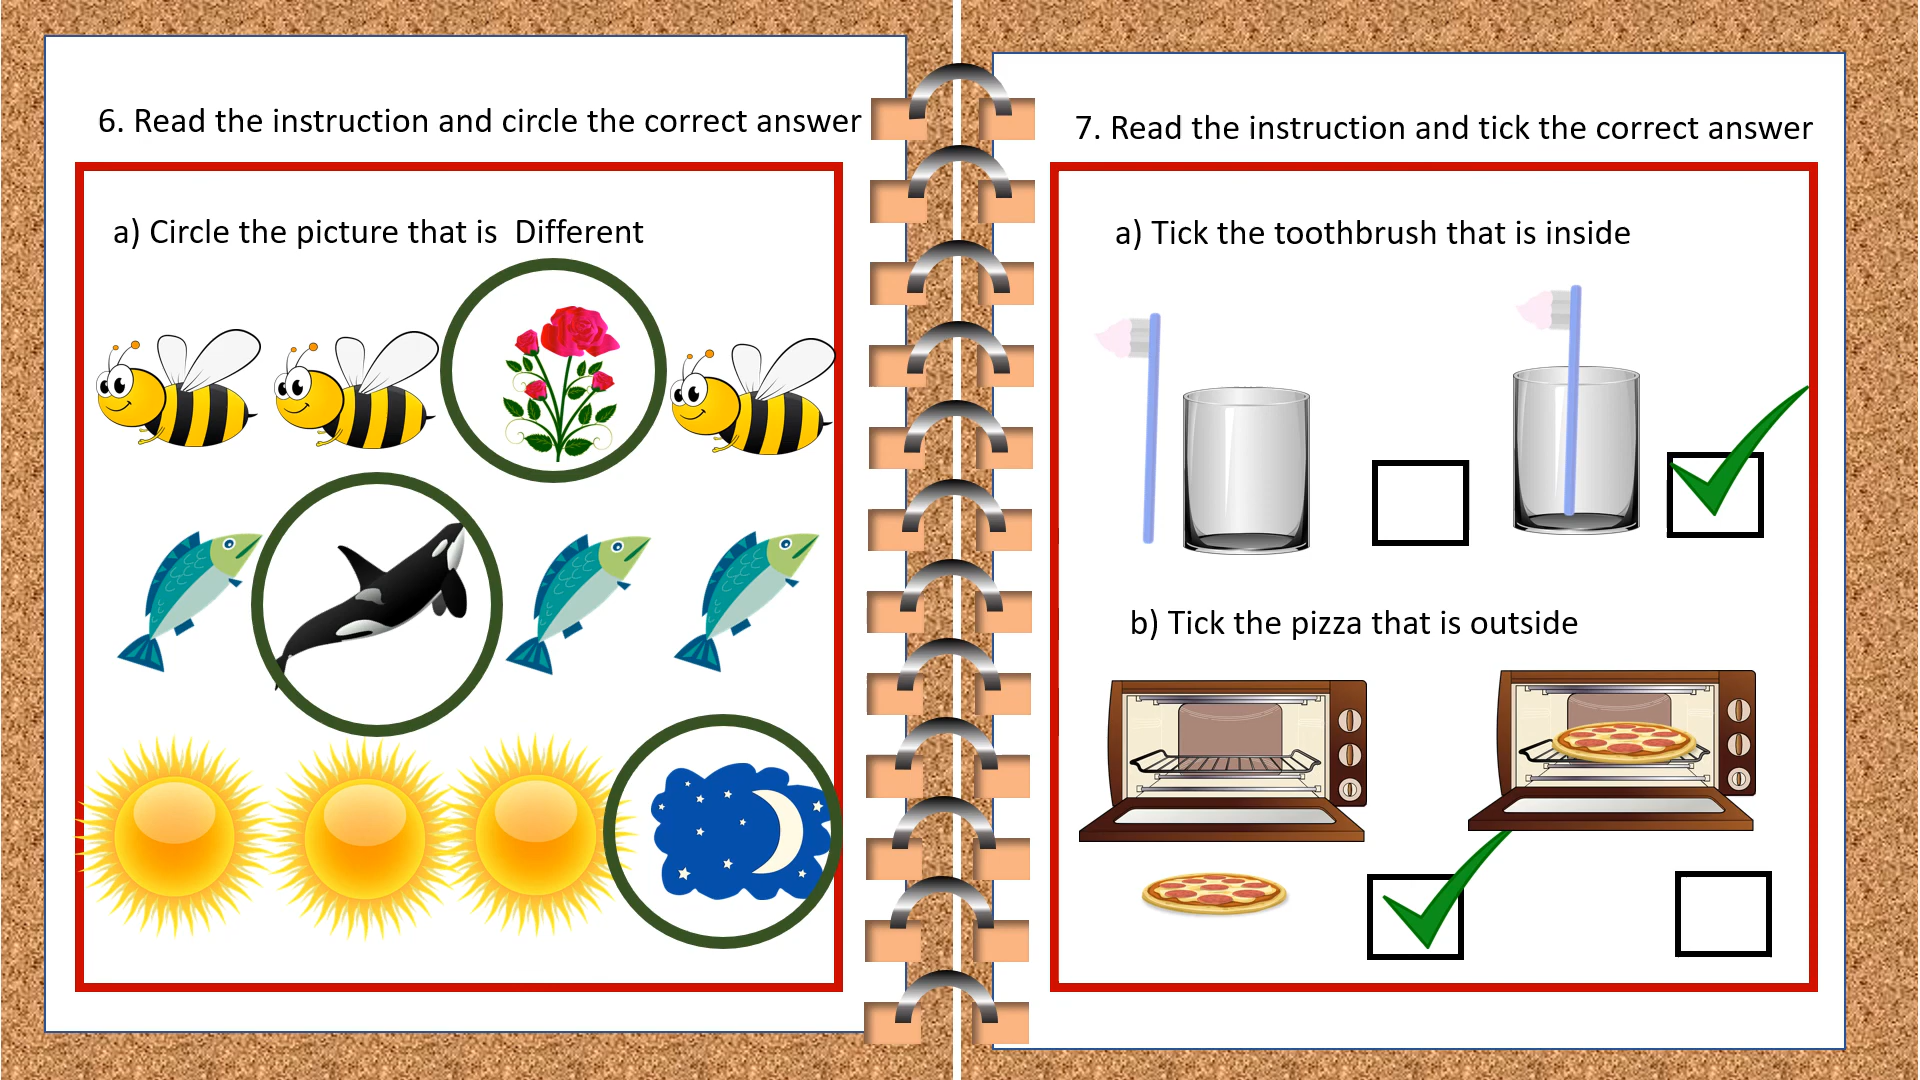 6. Read the instruction and circle the correct answer
a) Circle the picture that is  Different
7. Read the instruction and tick the correct answer
a) Tick the toothbrush that is inside
b) Tick the pizza that is outside